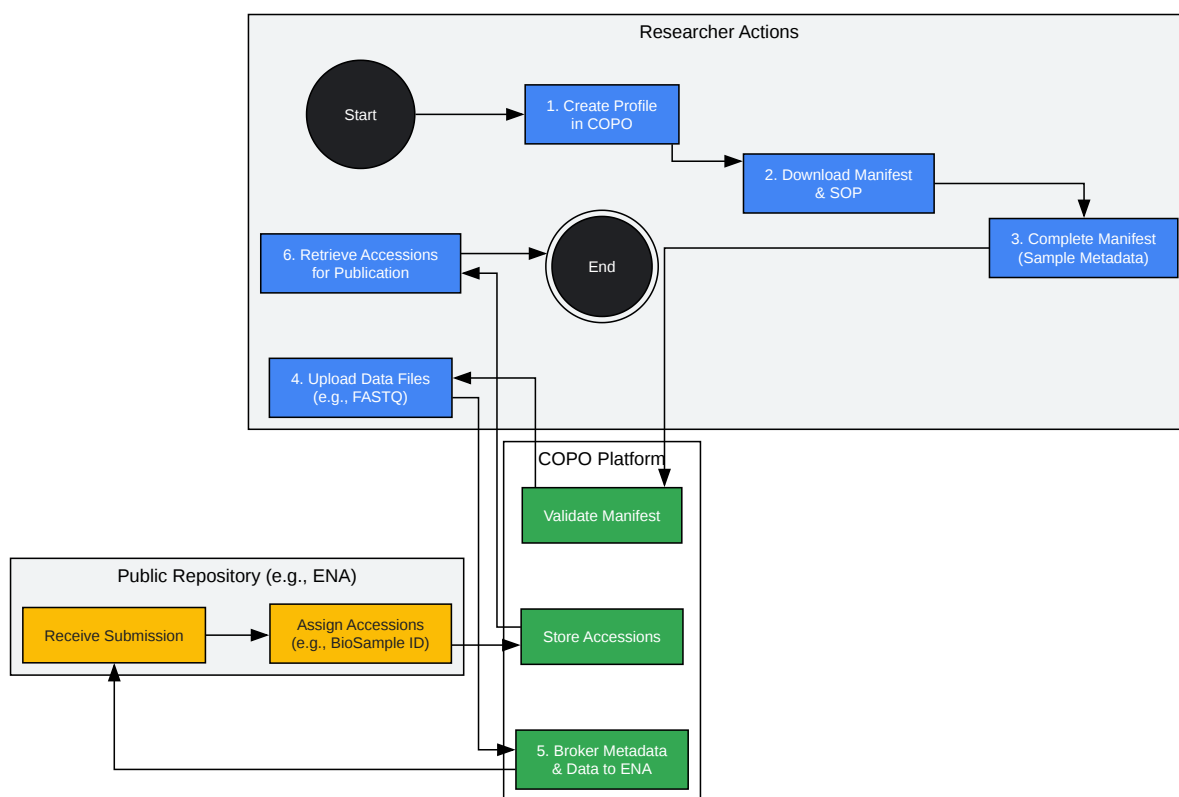 Researcher Actions
Start
1. Create Profile
in COPO
2. Download Manifest
& SOP
3. Complete Manifest
(Sample Metadata)
6. Retrieve Accessions
for Publication
End
4. Upload Data Files
(e.g., FASTQ)
COPO Platform
Validate Manifest
Public Repository (e.g., ENA)
Receive Submission
Assign Accessions
(e.g., BioSample ID)
Store Accessions
5. Broker Metadata
& Data to ENA